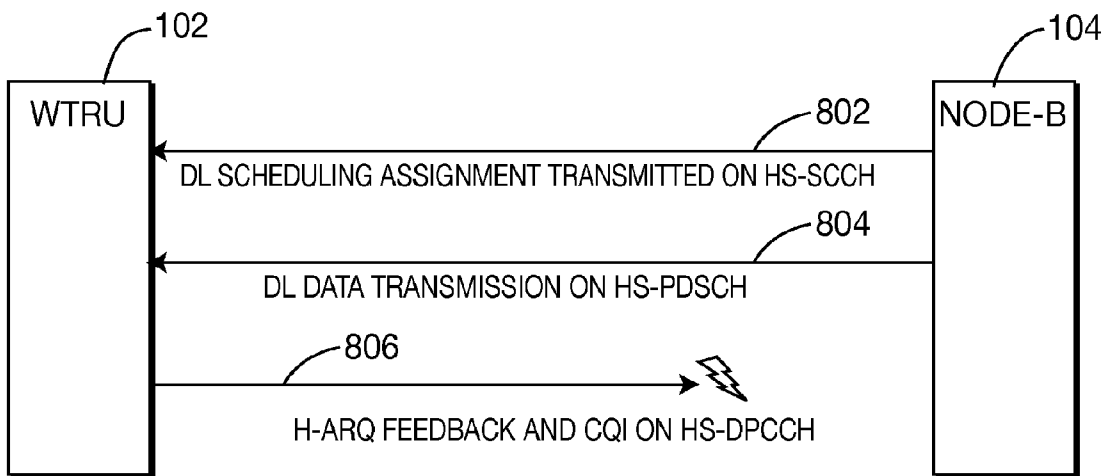 102
104
WTRU
NODE-B
802
DL SCHEDULING ASSIGNMENT TRANSMITTED ON HS-SCCH
804
DL DATA TRANSMISSION ON HS-PDSCH
806
H-ARQ FEEDBACK AND CQI ON HS-DPCCH